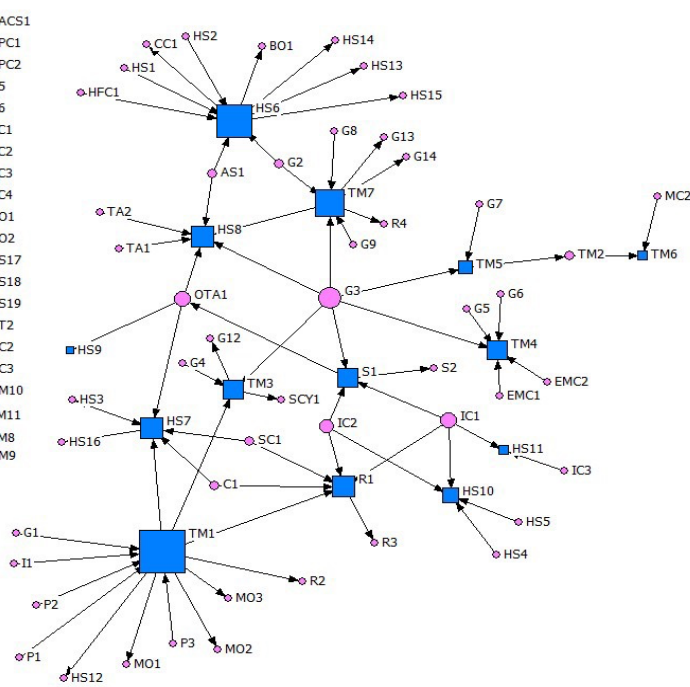 ACS1
PC1
PC2
5
6
C1
C2
C3
C4
O1
O2
S17
S18
S19
T2
C2
C3
M10
M11
M8
M9
HS2
CC1
BO1
HS14
HS1
HS13
HFC1
HS15
HS6
G8
G13
G2
G14
AS1
TM7
G7
MC2
TA2
R4
HS8
G9
TA1
TM5
TM2
TM6
OTA1
G3
G6
G5
G12
HS9
TM4
G4
S1
S2
TM3
EMC2
SCY1
EMC1
HS3
HS7
IC2
IC1
HS16
SC1
HS11
IC3
C1
R1
HS10
HS5
G1
TM1
R3
HS4
I1
R2
P2
MO3
P3
MO2
P1
MO1
HS12